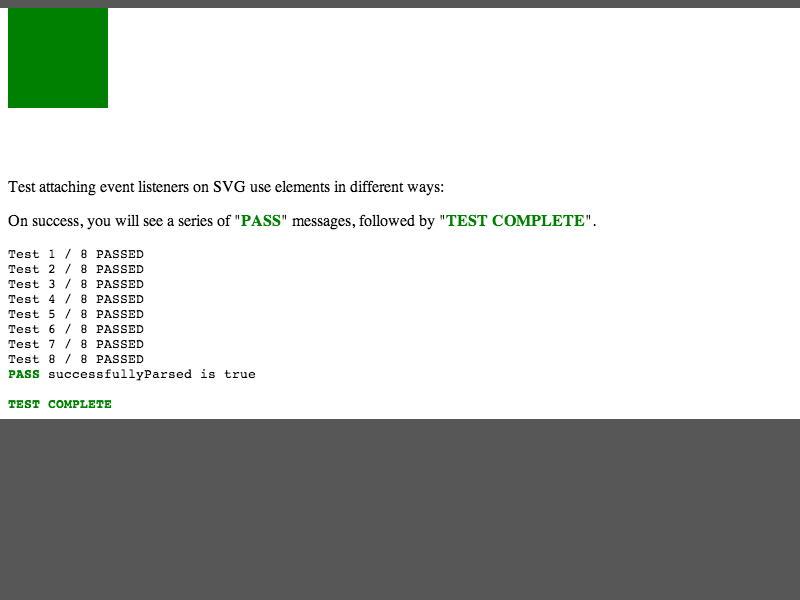 Test attaching event listeners on SVG use elements in different ways:
On success, you will see a series of "PASS" messages, followed by "TEST COMPLETE".
Test 1 / 8 PASSED
Test 2 / 8 PASSED
Test 3 / 8 PASSED
Test 4 / 8 PASSED
Test 5 / 8 PASSED
Test 6 / 8 PASSED
Test 7 / 8 PASSED
Test 8 / 8 PASSED
PASS successfullyParsed is true
TEST COMPLETE